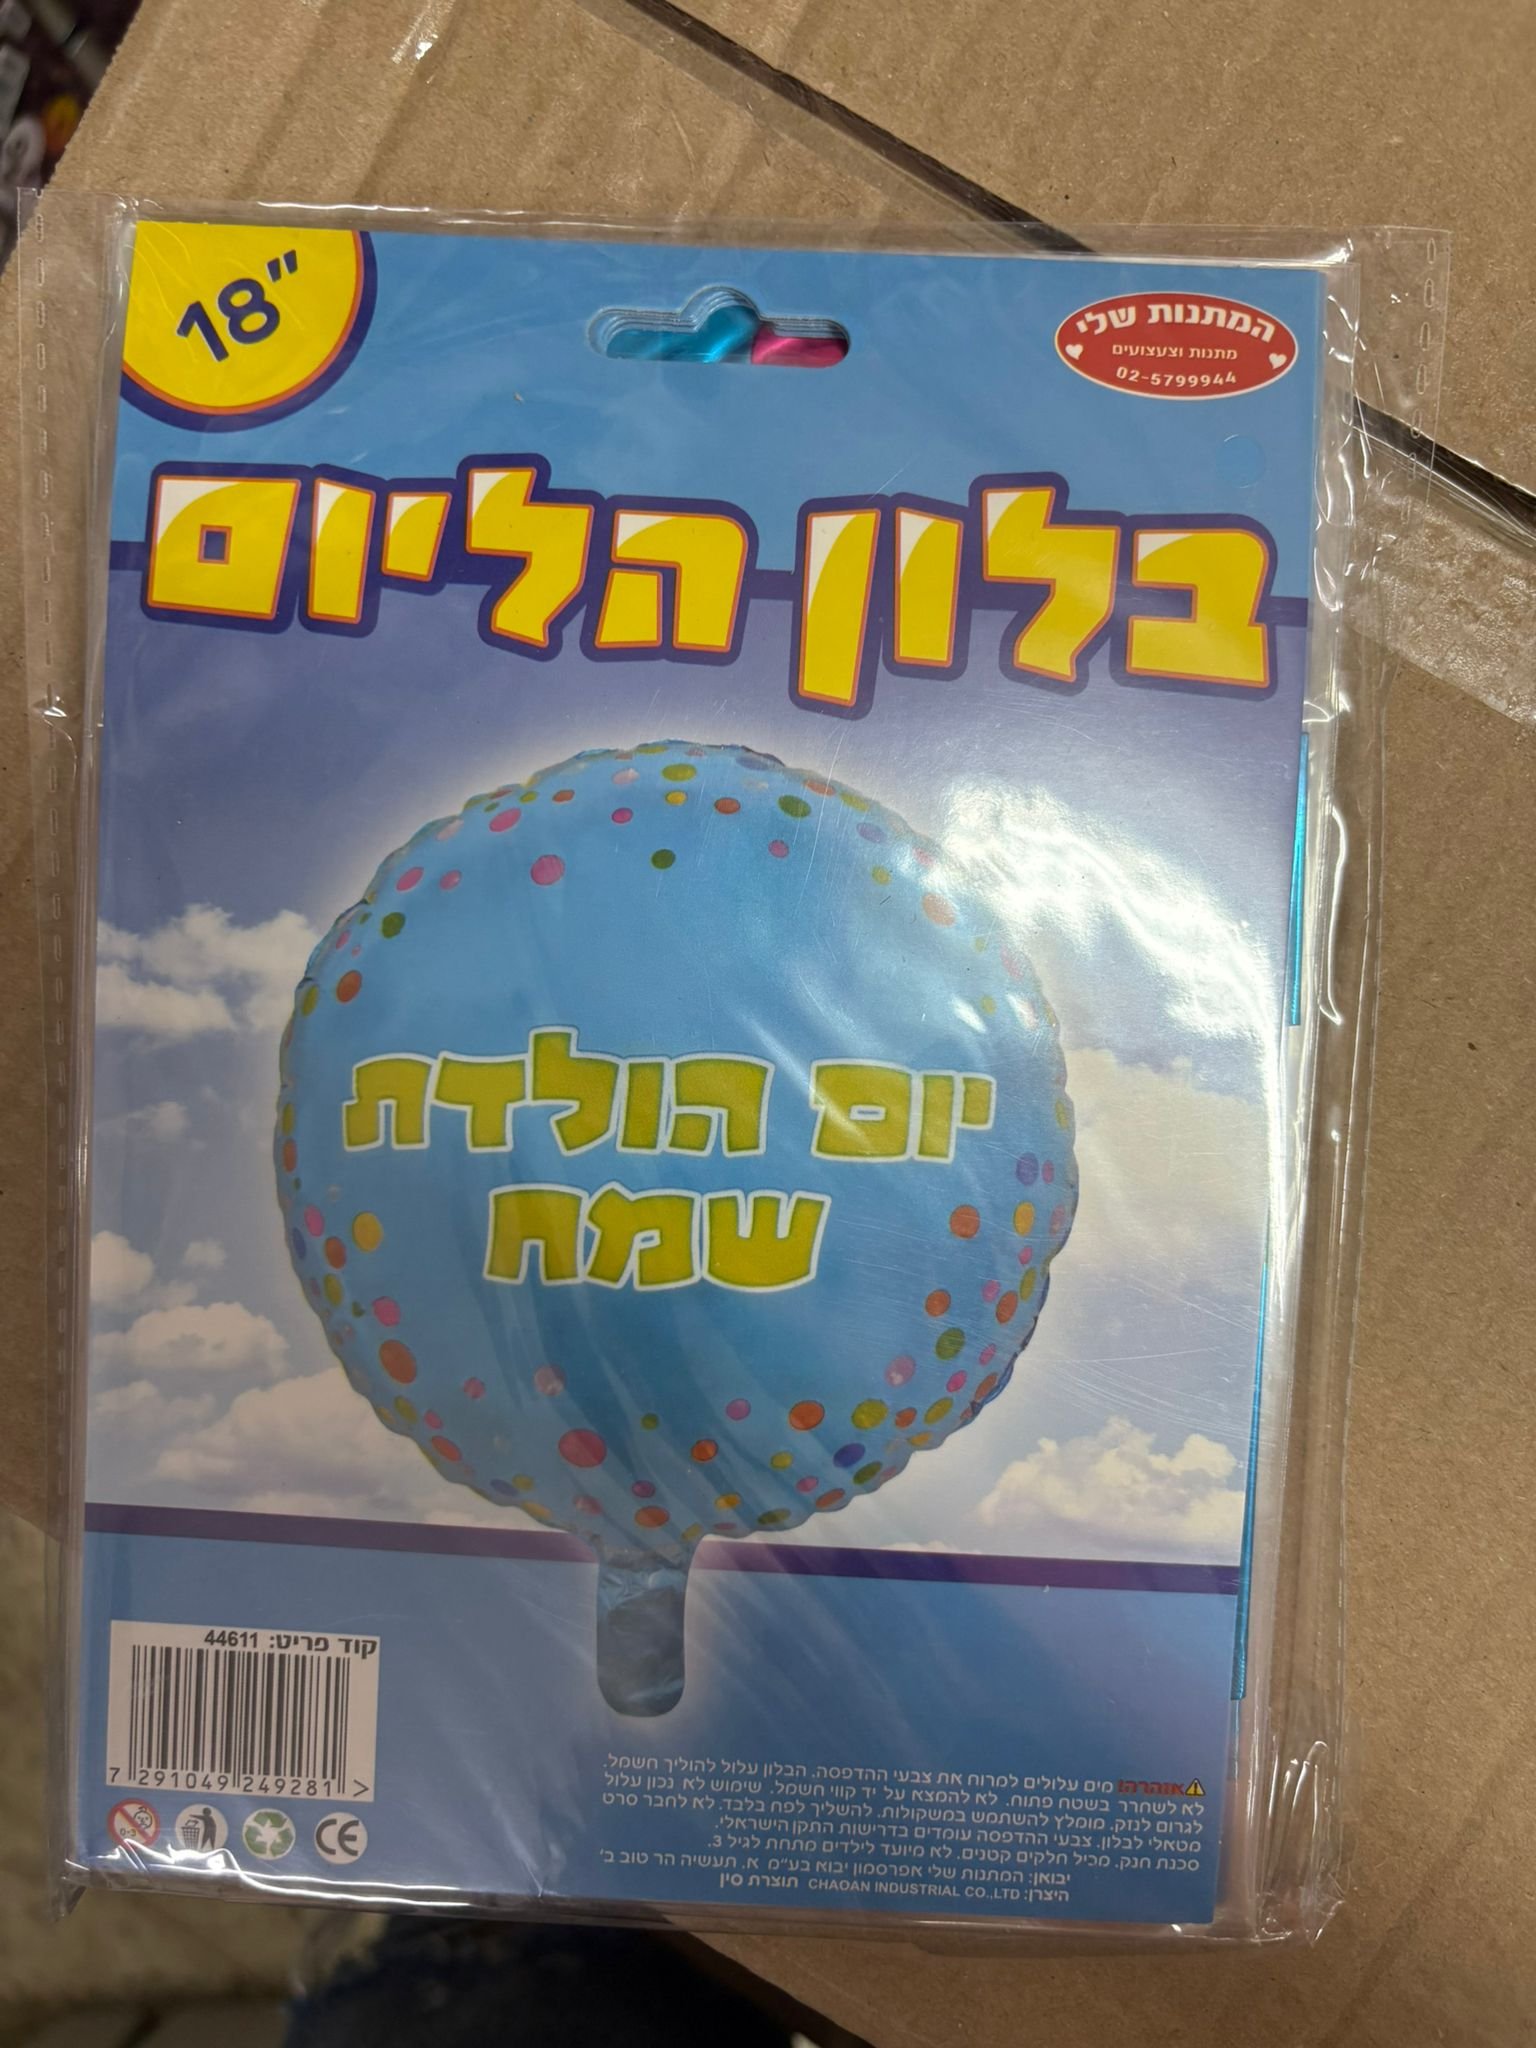 18"
המתנות שלי
מתנות וצעצועים
02-5799944
בלון הליום
יום הולדת
שמח
קוד פריט: 44611
7 291049 249281 >
0-3
CE
אזהרה! מים עלולים למרוח את צבעי ההדפסה. הבלון עלול להוליך חשמל.
לא לשחרר בשטח פתוח. לא להמצא על יד קווי חשמל. שימוש לא נכון עלול
לגרום לנזק. מומלץ להשתמש במשקולות. להשליך לפח בלבד. לא לחבר סרט
מטאלי לבלון. צבעי ההדפסה עומדים בדרישות התקן הישראלי.
סכנת חנק. מכיל חלקים קטנים. לא מיועד לילדים מתחת לגיל 3.
יבואן: המתנות שלי אפרסמון יבוא בע"מ א. תעשיה הר טוב ב'
היצרן: CHAOAN INDUSTRIAL CO.,LTD תוצרת סין